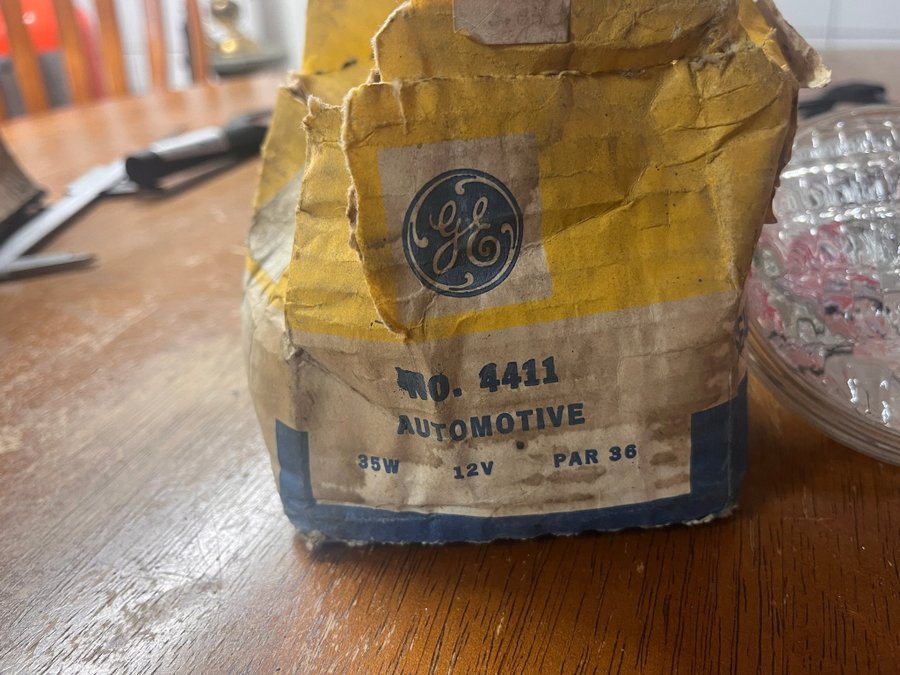 GE
NO. 4411
AUTOMOTIVE
35W 12V PAR 36